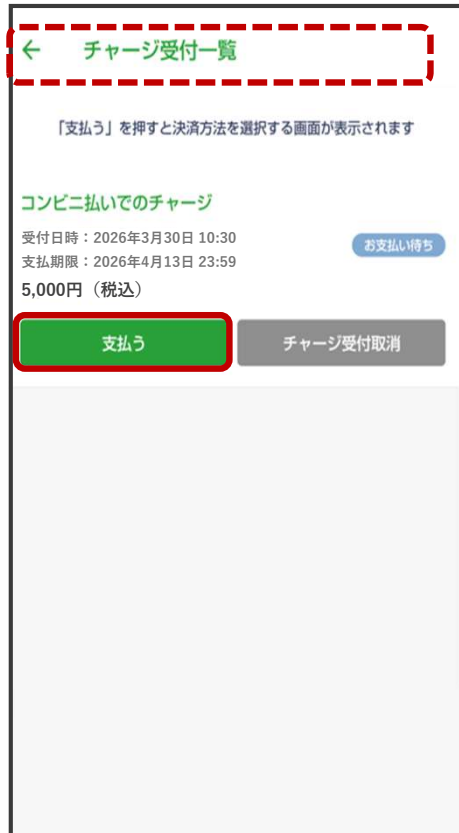 ← チャージ受付一覧
「支払う」を押すと決済方法を選択する画面が表示されます
コンビニ払いでのチャージ
受付日時：2026年3月30日 10:30
お支払い待ち
支払期限：2026年4月13日 23:59
5,000円（税込）
支払う
チャージ受付取消